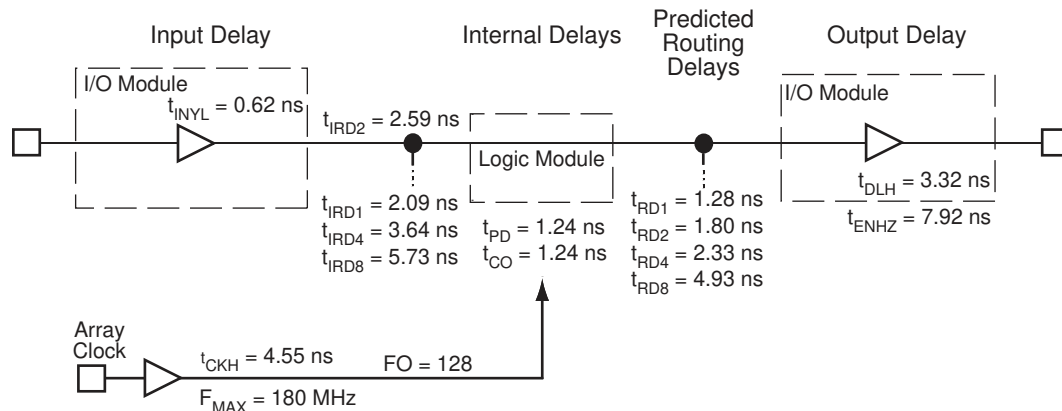 Input Delay
Internal Delays
Predicted
Routing
Delays
Output Delay
I/O Module
tINYL = 0.62 ns
tIRD2 = 2.59 ns
Logic Module
I/O Module
tDLH = 3.32 ns
tENHZ = 7.92 ns
tIRD1 = 2.09 ns
tIRD4 = 3.64 ns
tIRD8 = 5.73 ns
tPD = 1.24 ns
tCO = 1.24 ns
tRD1 = 1.28 ns
tRD2 = 1.80 ns
tRD4 = 2.33 ns
tRD8 = 4.93 ns
Array
Clock
tCKH = 4.55 ns
FO = 128
FMAX = 180 MHz